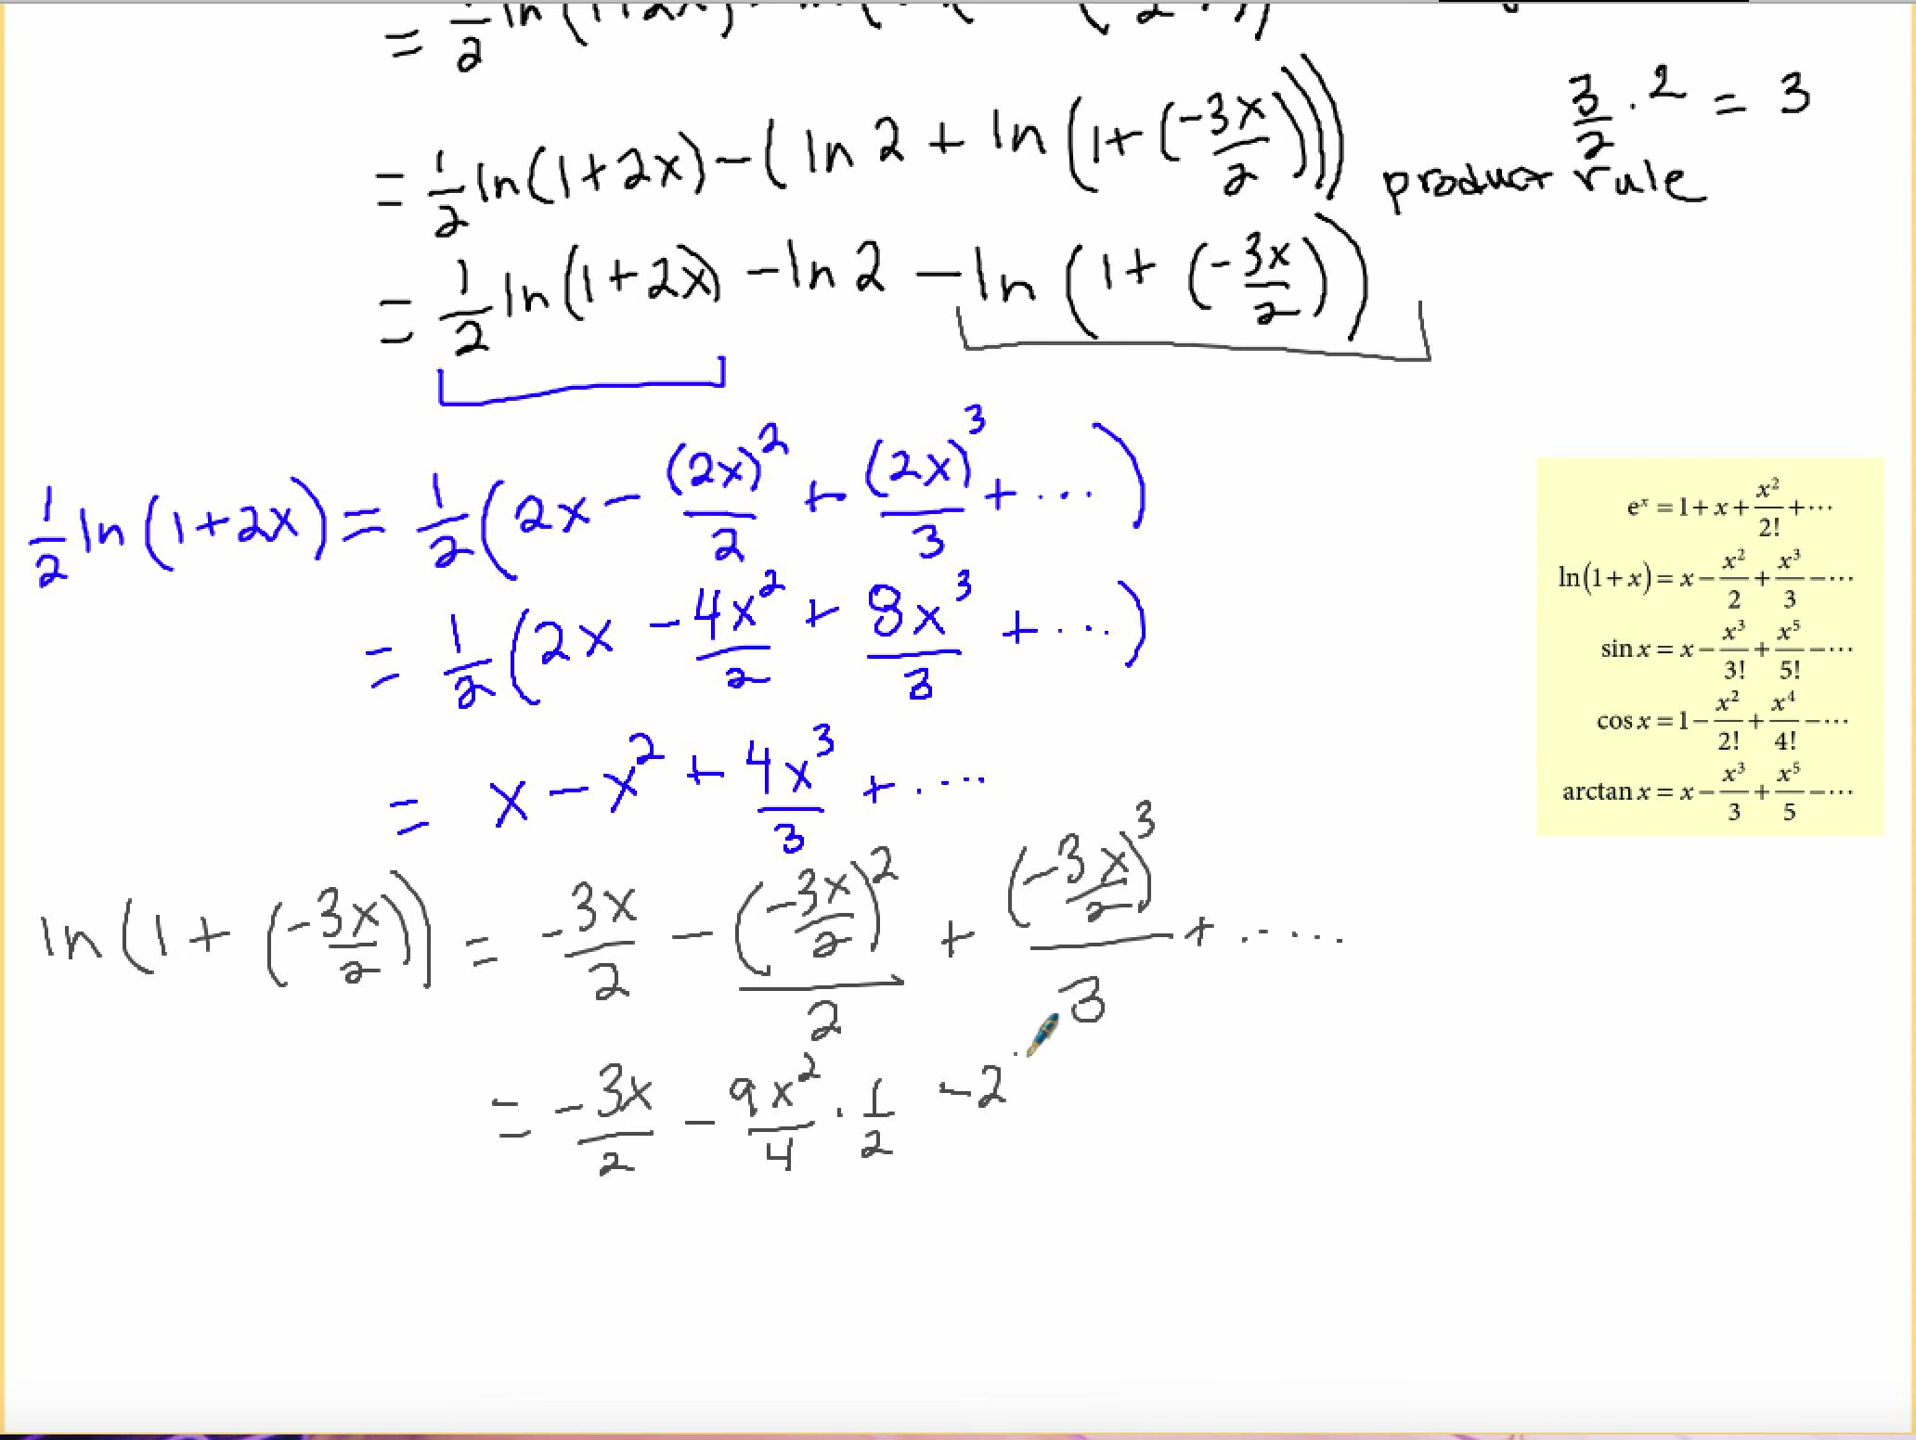 = 1/2 ln(1+2x)
= 1/2 ln(1+2x) - (ln 2 + ln(1+(-3x/2)))
3/2 · 2 = 3
product rule
= 1/2 ln(1+2x) - ln 2 - ln(1+(-3x/2))
1/2 ln(1+2x) = 1/2 (2x - (2x)²/2 + (2x)³/3 + ...)
= 1/2 (2x - 4x²/2 + 8x³/3 + ...)
= x - x² + 4x³/3 + ....
ln(1+(-3x/2)) = -3x/2 - (-3x/2)²/2 + (-3x/2)³/3 + .....
= -3x/2 - 9x²/4 · 1/2 - 2
eˣ = 1 + x + x²/2! + ⋯
ln(1+x) = x - x²/2 + x³/3 - ⋯
sin x = x - x³/3! + x⁵/5! - ⋯
cos x = 1 - x²/2! + x⁴/4! - ⋯
arctan x = x - x³/3 + x⁵/5 - ⋯